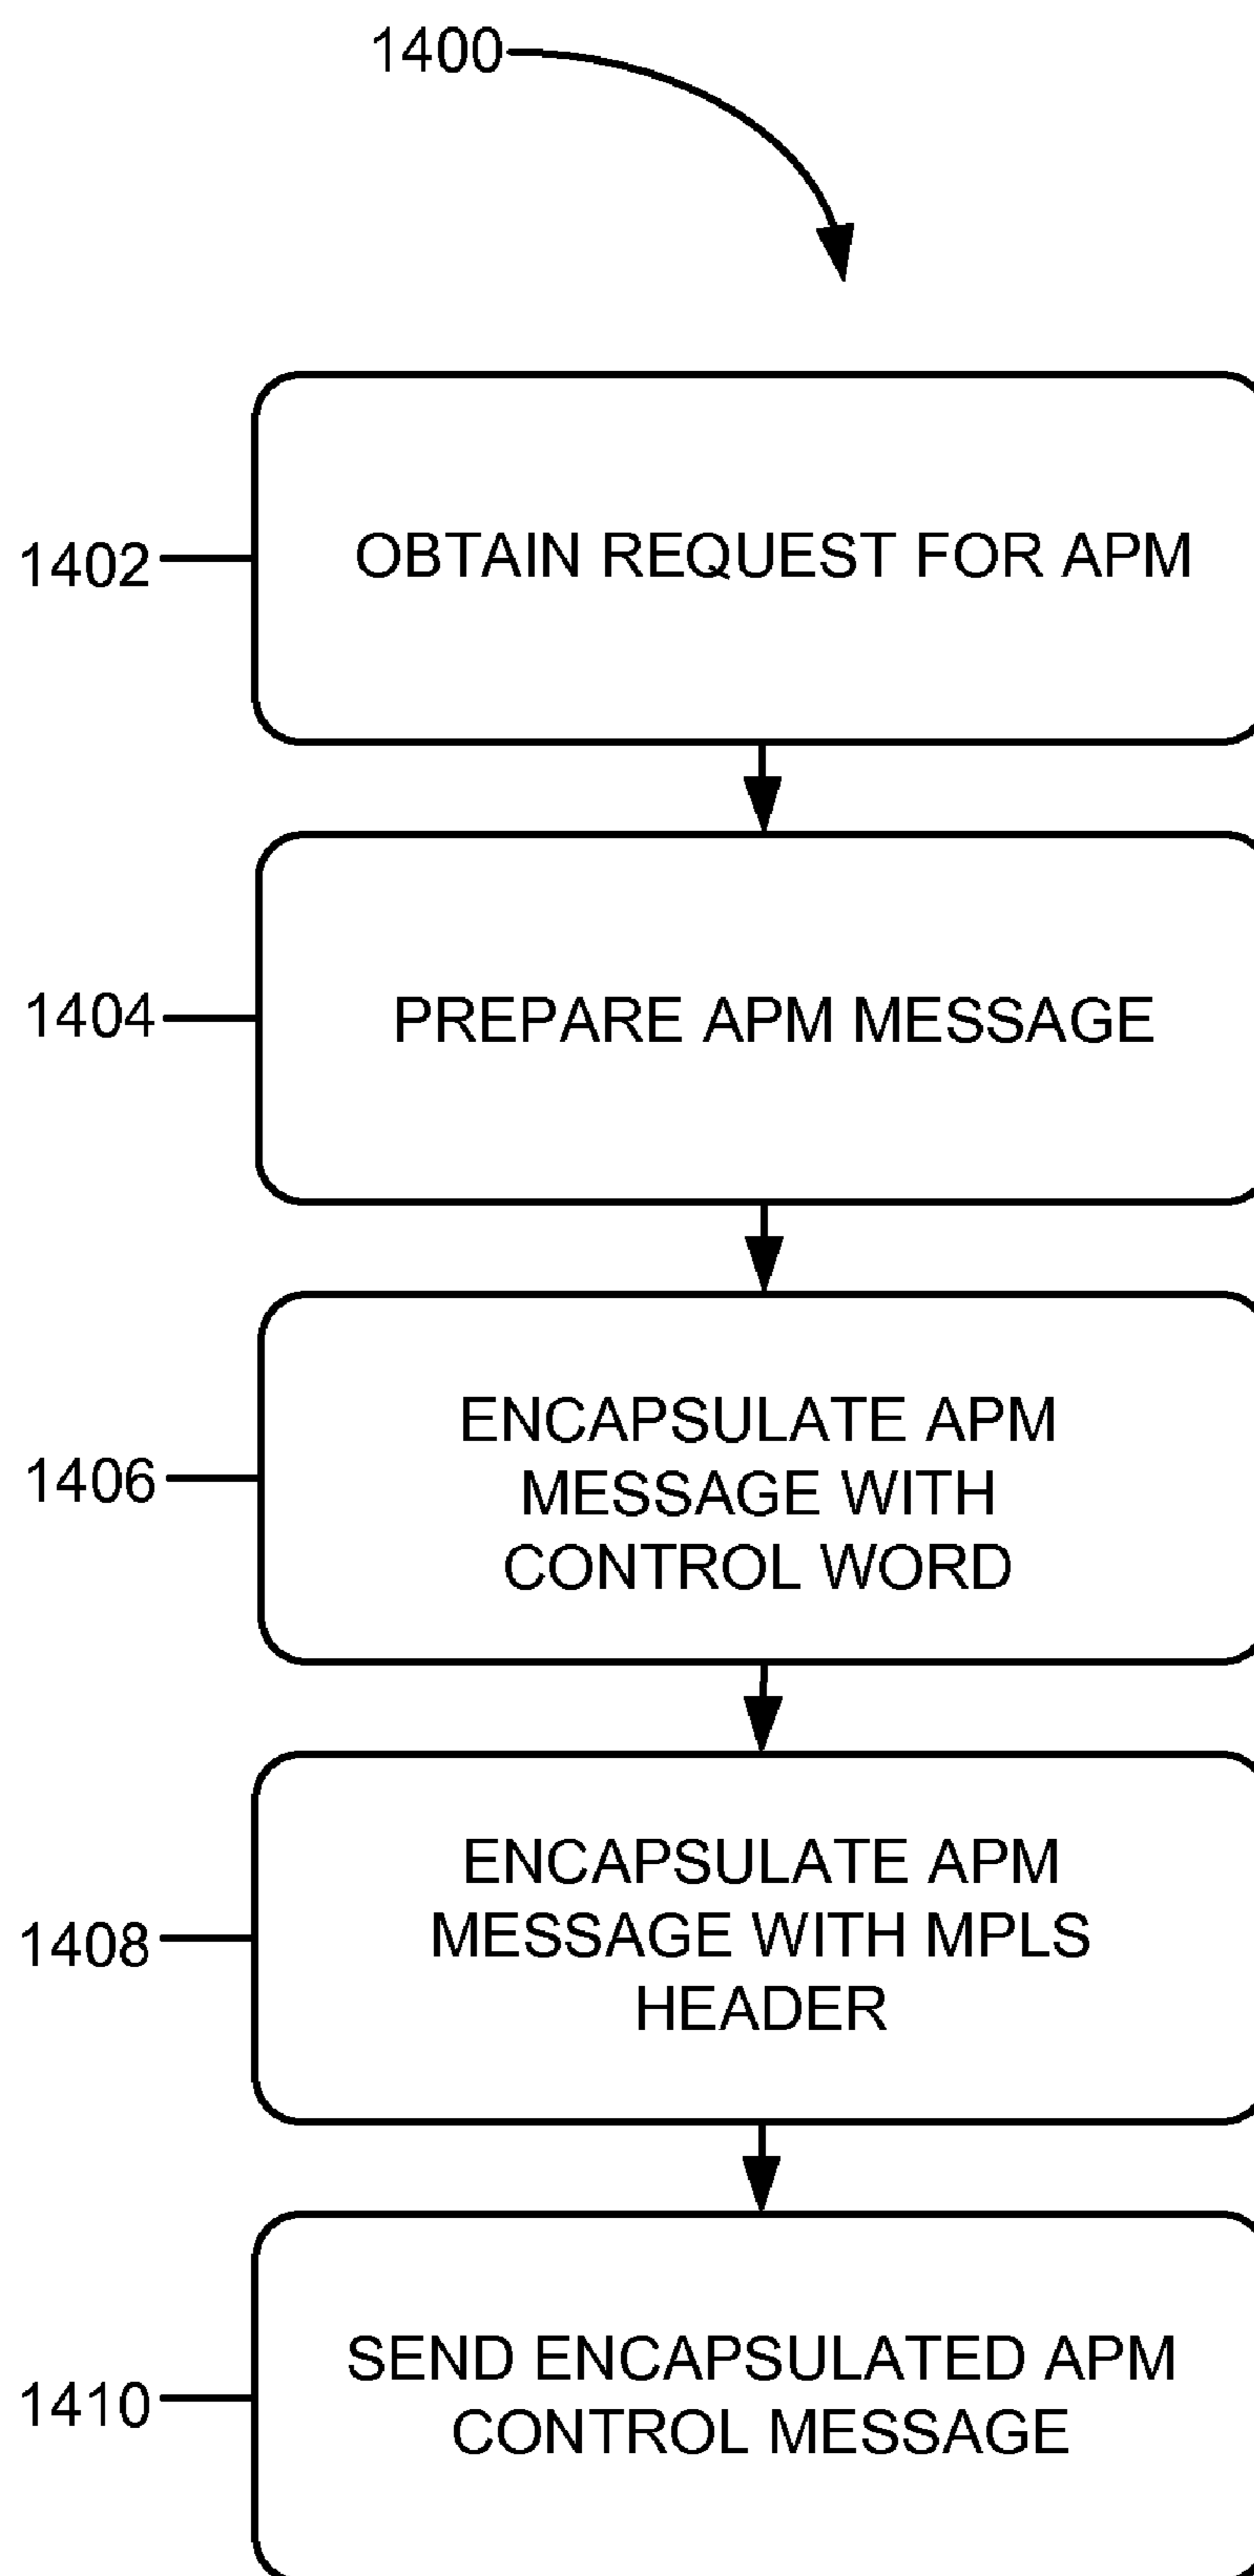 1400
1402
OBTAIN REQUEST FOR APM
1404
PREPARE APM MESSAGE
1406
ENCAPSULATE APM
MESSAGE WITH
CONTROL WORD
1408
ENCAPSULATE APM
MESSAGE WITH MPLS
HEADER
1410
SEND ENCAPSULATED APM
CONTROL MESSAGE